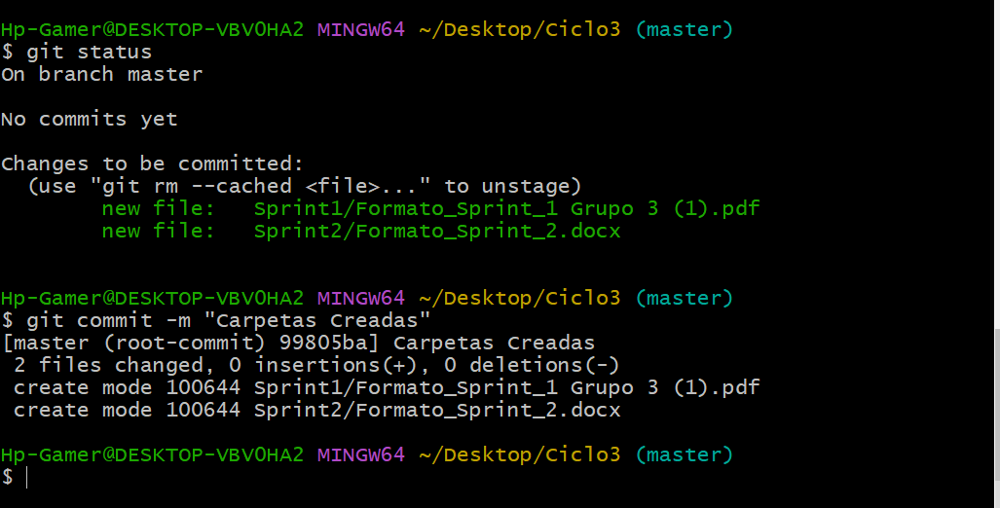 Hp-Gamer@DESKTOP-VBV0HA2 MINGW64 ~/Desktop/Ciclo3 (master)
$ git status
On branch master
No commits yet
Changes to be committed:
  (use "git rm --cached <file>..." to unstage)
        new file:   Sprint1/Formato_Sprint_1 Grupo 3 (1).pdf
        new file:   Sprint2/Formato_Sprint_2.docx
Hp-Gamer@DESKTOP-VBV0HA2 MINGW64 ~/Desktop/Ciclo3 (master)
$ git commit -m "Carpetas Creadas"
[master (root-commit) 99805ba] Carpetas Creadas
 2 files changed, 0 insertions(+), 0 deletions(-)
 create mode 100644 Sprint1/Formato_Sprint_1 Grupo 3 (1).pdf
 create mode 100644 Sprint2/Formato_Sprint_2.docx
Hp-Gamer@DESKTOP-VBV0HA2 MINGW64 ~/Desktop/Ciclo3 (master)
$